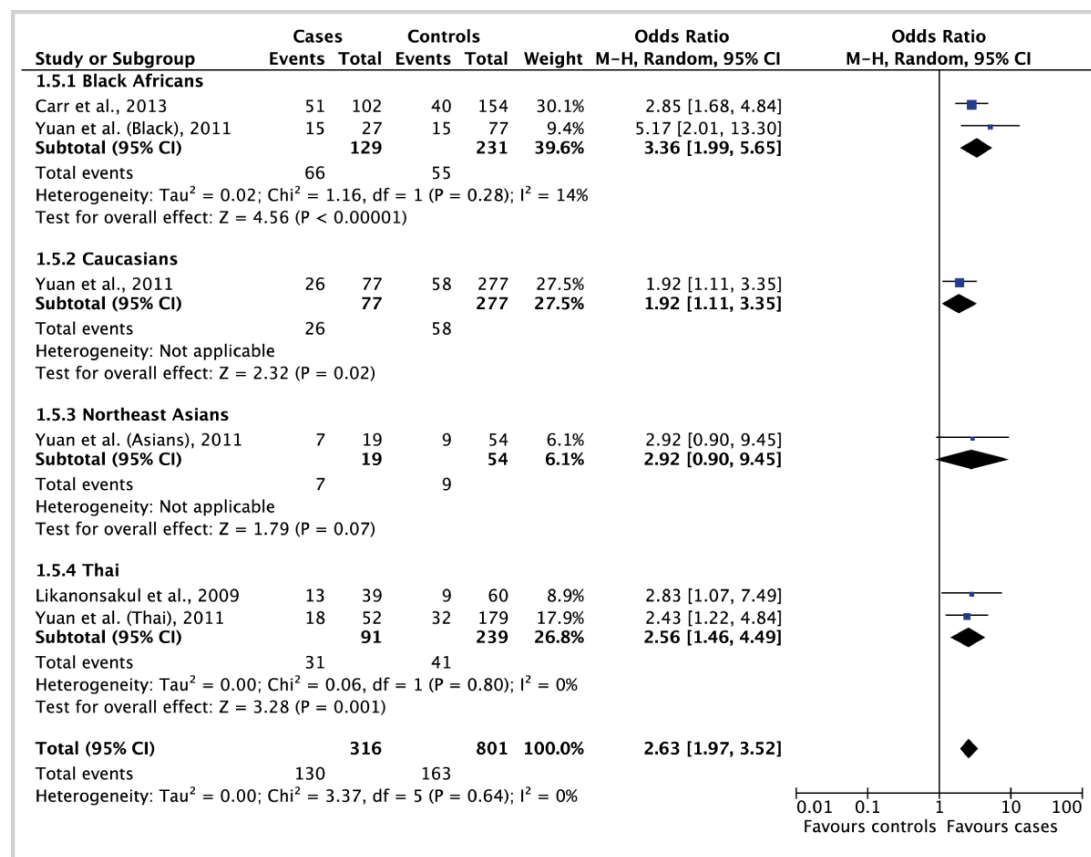 Cases Controls Odds Ratio Odds Ratio
Study or Subgroup Events Total Events Total Weight M-H, Random, 95% CI M-H, Random, 95% CI
1.5.1 Black Africans
Carr et al., 2013 51 102 40 154 30.1% 2.85 [1.68, 4.84]
Yuan et al. (Black), 2011 15 27 15 77 9.4% 5.17 [2.01, 13.30]
Subtotal (95% CI) 129 231 39.6% 3.36 [1.99, 5.65]
Total events 66 55
Heterogeneity: Tau² = 0.02; Chi² = 1.16, df = 1 (P = 0.28); I² = 14%
Test for overall effect: Z = 4.56 (P < 0.00001)
1.5.2 Caucasians
Yuan et al., 2011 26 77 58 277 27.5% 1.92 [1.11, 3.35]
Subtotal (95% CI) 77 277 27.5% 1.92 [1.11, 3.35]
Total events 26 58
Heterogeneity: Not applicable
Test for overall effect: Z = 2.32 (P = 0.02)
1.5.3 Northeast Asians
Yuan et al. (Asians), 2011 7 19 9 54 6.1% 2.92 [0.90, 9.45]
Subtotal (95% CI) 19 54 6.1% 2.92 [0.90, 9.45]
Total events 7 9
Heterogeneity: Not applicable
Test for overall effect: Z = 1.79 (P = 0.07)
1.5.4 Thai
Likanonsakul et al., 2009 13 39 9 60 8.9% 2.83 [1.07, 7.49]
Yuan et al. (Thai), 2011 18 52 32 179 17.9% 2.43 [1.22, 4.84]
Subtotal (95% CI) 91 239 26.8% 2.56 [1.46, 4.49]
Total events 31 41
Heterogeneity: Tau² = 0.00; Chi² = 0.06, df = 1 (P = 0.80); I² = 0%
Test for overall effect: Z = 3.28 (P = 0.001)
Total (95% CI) 316 801 100.0% 2.63 [1.97, 3.52]
Total events 130 163
Heterogeneity: Tau² = 0.00; Chi² = 3.37, df = 5 (P = 0.64); I² = 0%
0.01 0.1 1 10 100
Favours controls Favours cases